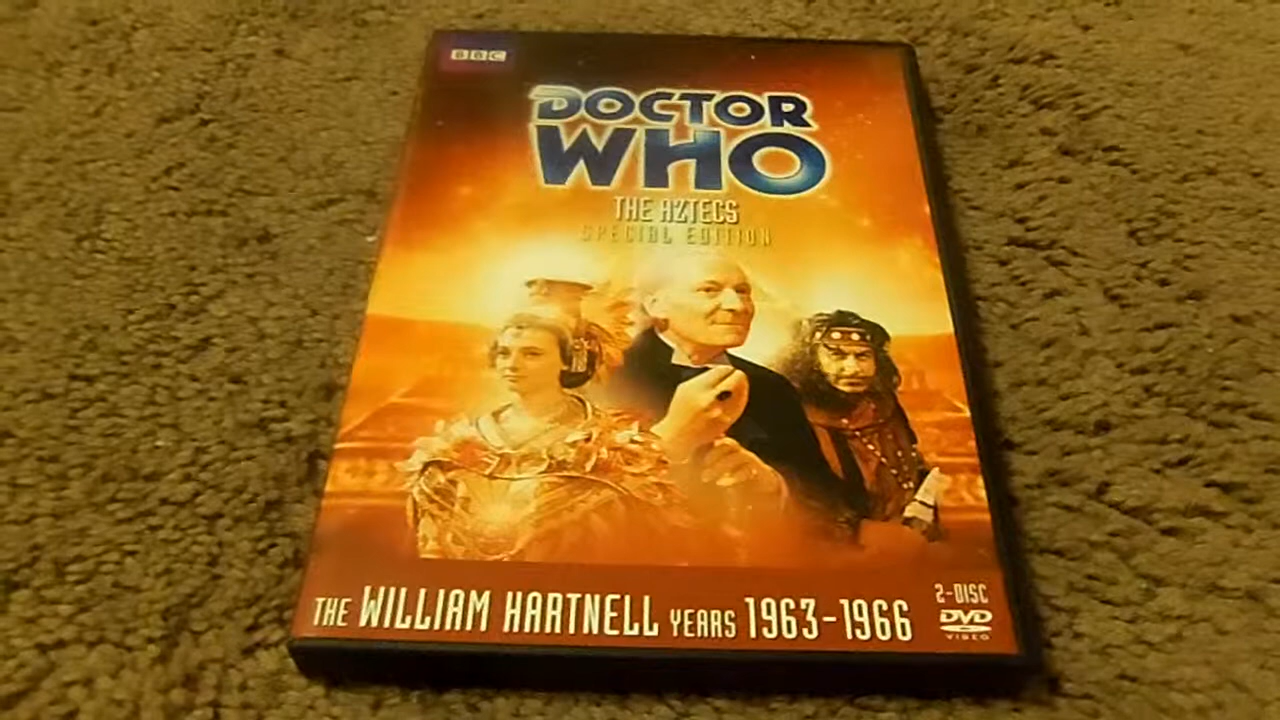 BBC
DOCTOR
WHO
THE AZTECS
SPECIAL EDITION
THE WILLIAM HARTNELL YEARS 1963-1966
2-DISC
DVD
VIDEO